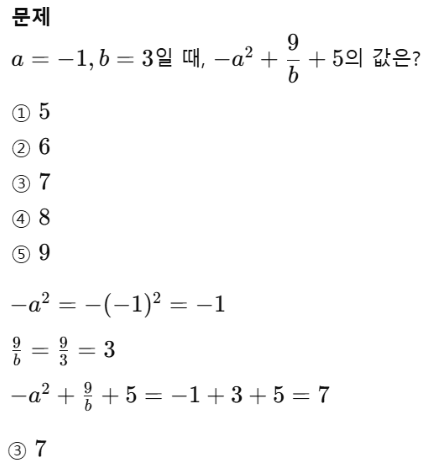 문제
a = −1, b = 3일 때, −a² + 9/b + 5의 값은?
① 5
② 6
③ 7
④ 8
⑤ 9
−a² = −(−1)² = −1
9/b = 9/3 = 3
−a² + 9/b + 5 = −1 + 3 + 5 = 7
③ 7